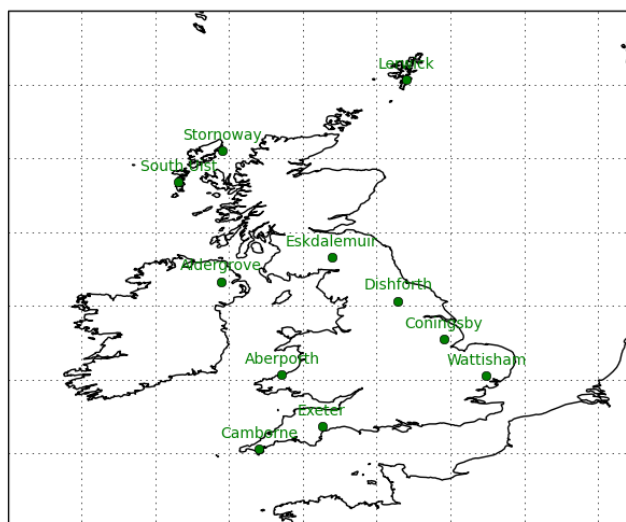 Lerwick
Stornoway
South Uist
Eskdalemuir
Aldergrove
Dishforth
Coningsby
Aberporth
Wattisham
Exeter
Camborne